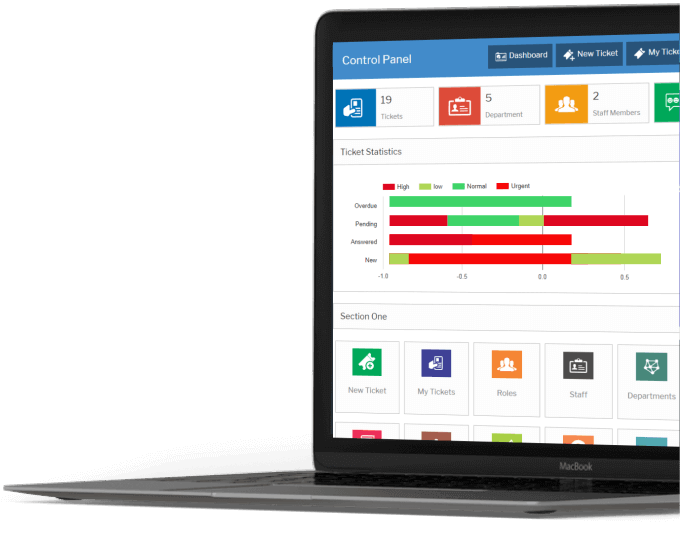 Control Panel
Dashboard
New Ticket
My Ticke
19
Tickets
5
Department
2
Staff Members
Ticket Statistics
High low Normal Urgent
Overdue
Pending
Answered
New
-1.0 -0.5 0.0 0.5
Section One
New Ticket
My Tickets
Roles
Staff
Departments
MacBook